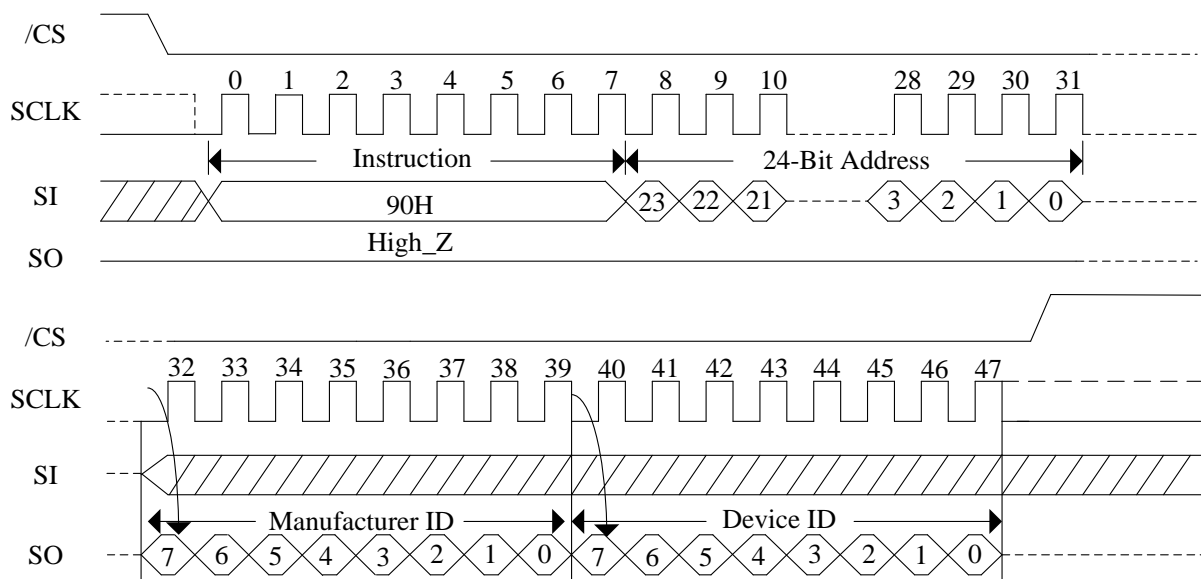 /CS
0 1 2 3 4 5 6 7 8 9 10 28 29 30 31
SCLK
Instruction 24-Bit Address
SI 90H 23 22 21 3 2 1 0
High_Z
SO
/CS
32 33 34 35 36 37 38 39 40 41 42 43 44 45 46 47
SCLK
SI
Manufacturer ID Device ID
SO 7 6 5 4 3 2 1 0 7 6 5 4 3 2 1 0